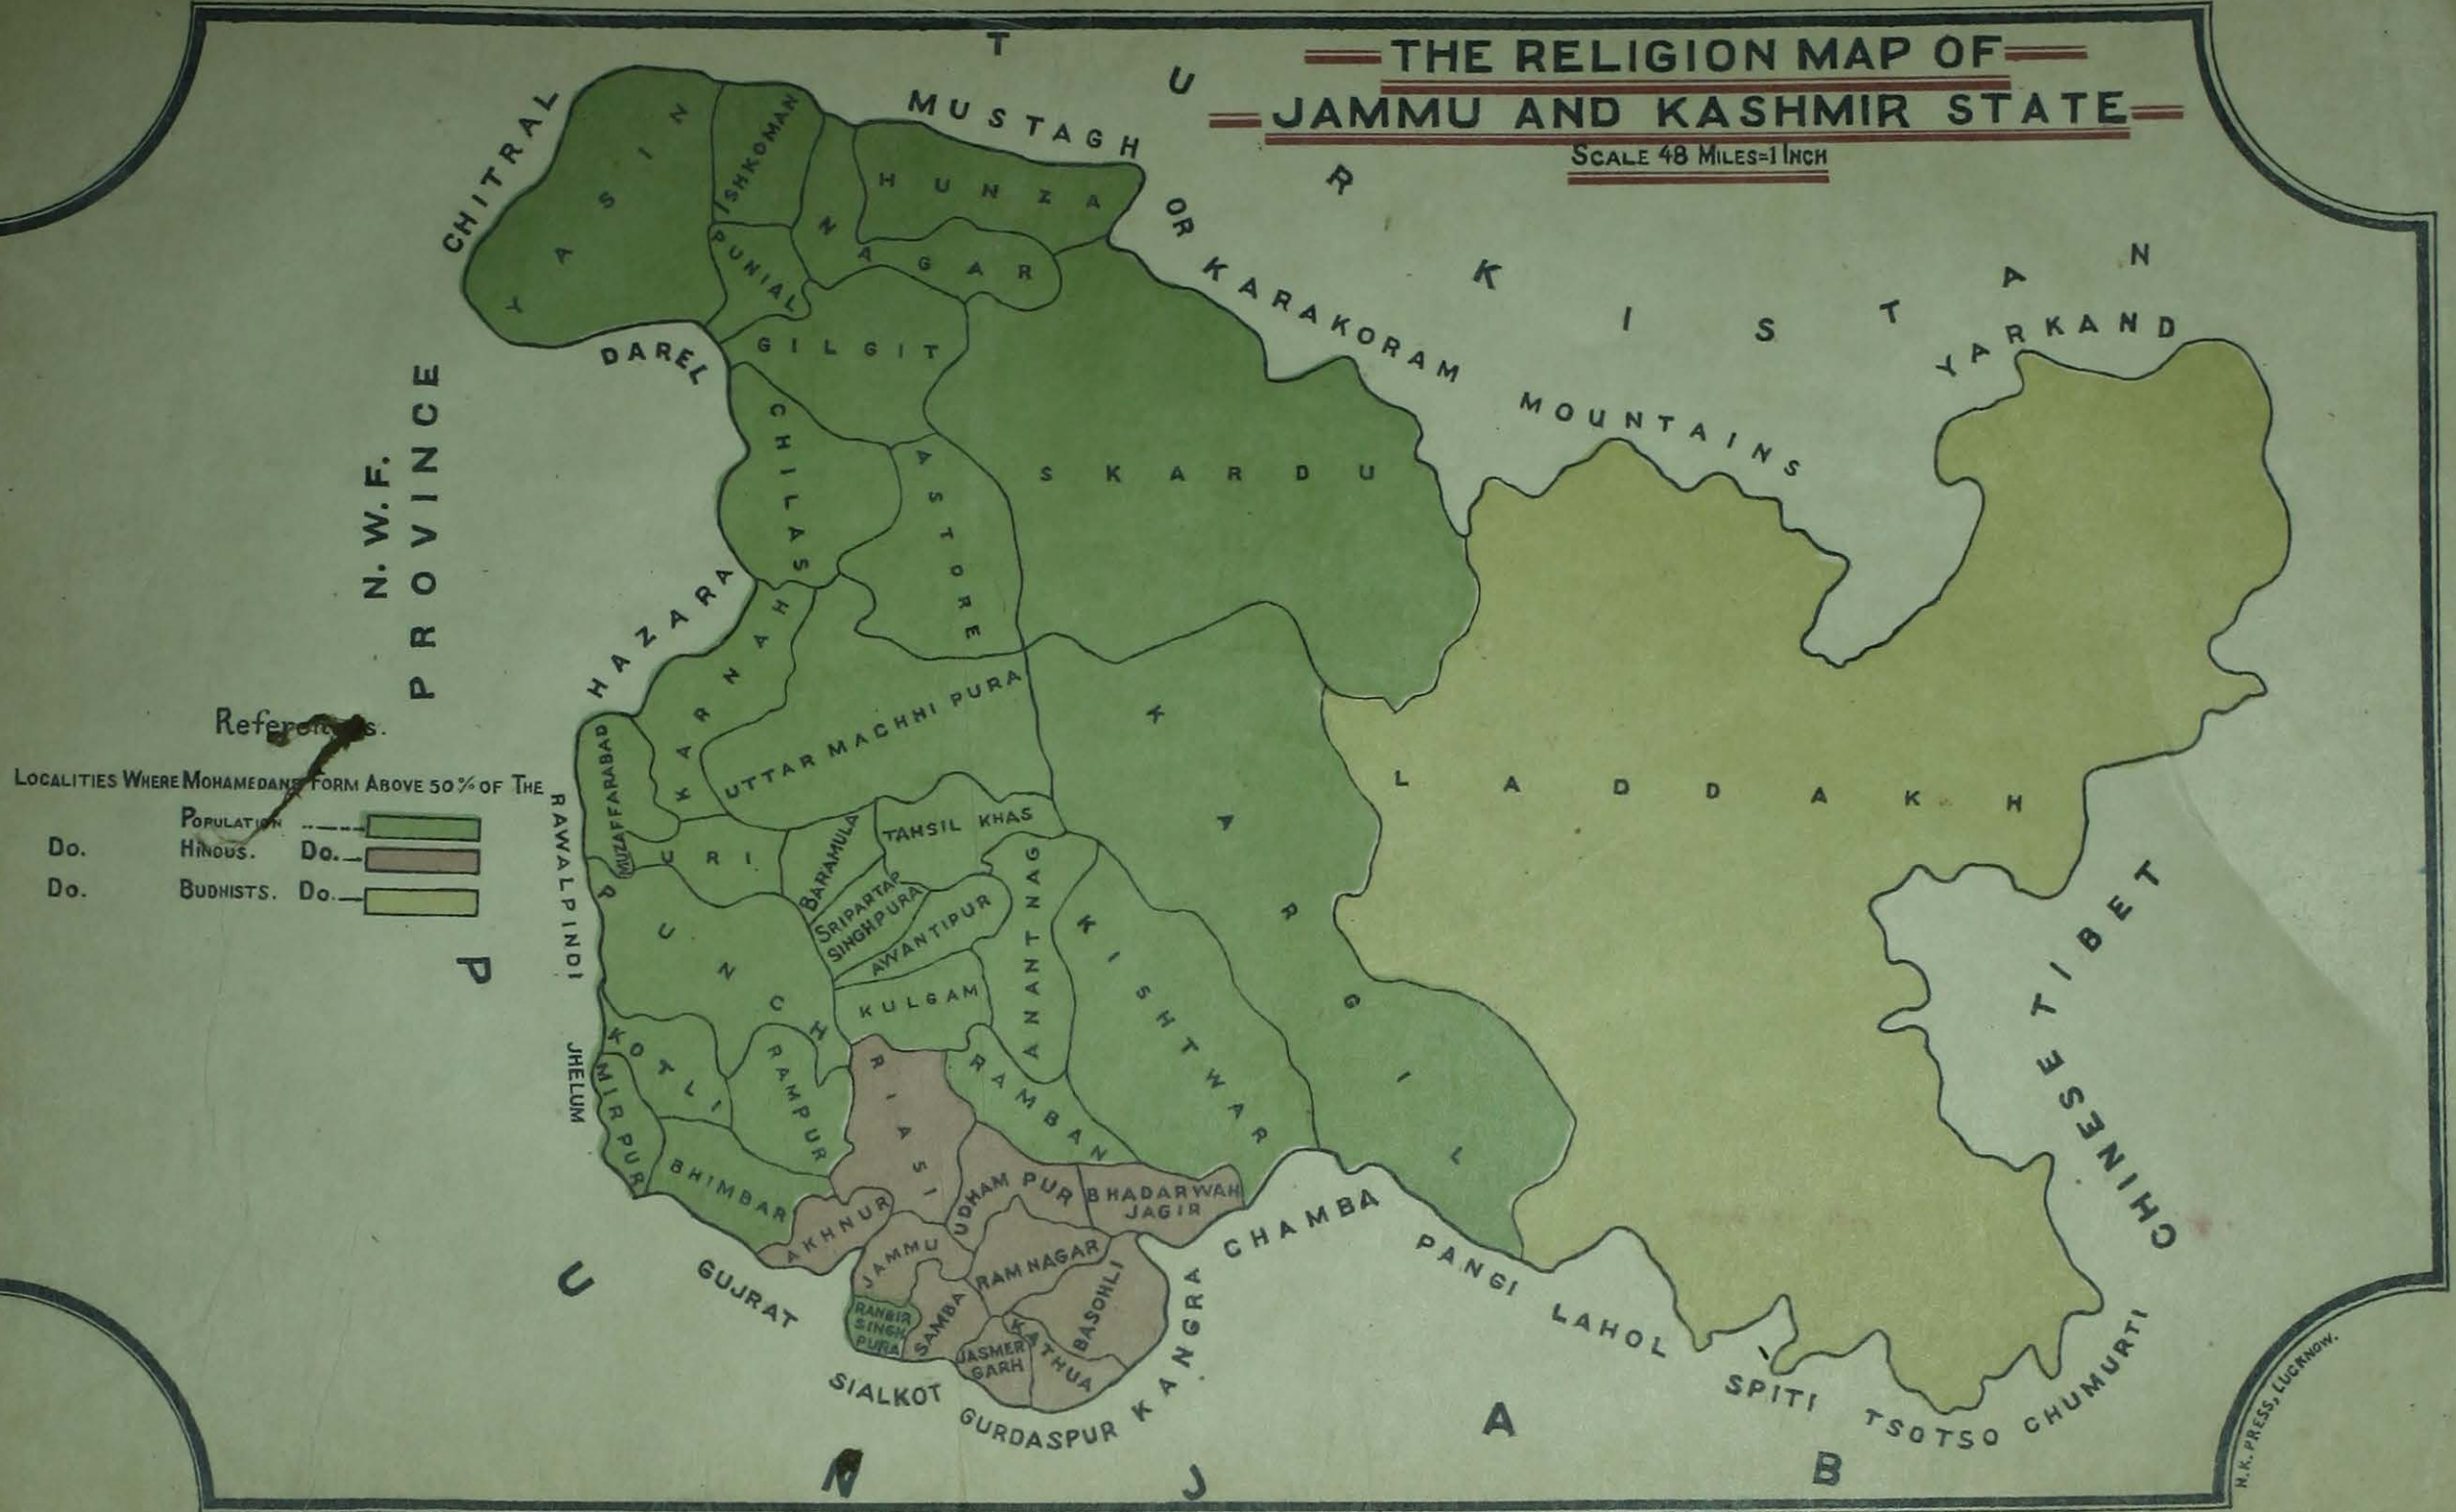 THE RELIGION MAP OF
JAMMU AND KASHMIR STATE
SCALE 48 MILES=1 INCH
TURKISTAN
MUSTAGH OR KARAKORAM MOUNTAINS
YARKAND
CHITRAL
YASIN
ISHKOMAN
HUNZA
NAGAR
PUNIAL
GILGIT
DAREL
CHILAS
ASTORE
SKARDU
N.W.F.
PROVINCE
HAZARA
KARNAH
UTTAR MACHHI PURA
KARGIL
LADDAKH
References.
LOCALITIES WHERE MOHAMEDANS FORM ABOVE 50% OF THE
POPULATION
DO. HINDUS. DO.
DO. BUDHISTS. DO.
RAWALPINDI
MUZAFFARABAD
URI
BARAMULA
TAHSIL KHAS
SRIPARTAP
SINGHPURA
AWANTIPUR
KULGAM
ANANT NAG
KISHTWAR
PUNCH
KOTLI
RAMPUR
JHELUM
MIRPUR
BHIMBAR
RIASI
RAMBAN
UDHAM PUR
BHADARWAH
JAGIR
AKHNUR
JAMMU
RAMNAGAR
BASOHLI
RANBIR
SINGH
PURA
SAMBA
JASMER
GARH
KATHUA
GUJRAT
SIALKOT
GURDASPUR
KANGRA
CHAMBA
PANGI
LAHOL
SPITI
TSOTSO
CHUMURTI
CHINESE TIBET
PUNJAB
N.K. PRESS, LUCKNOW.